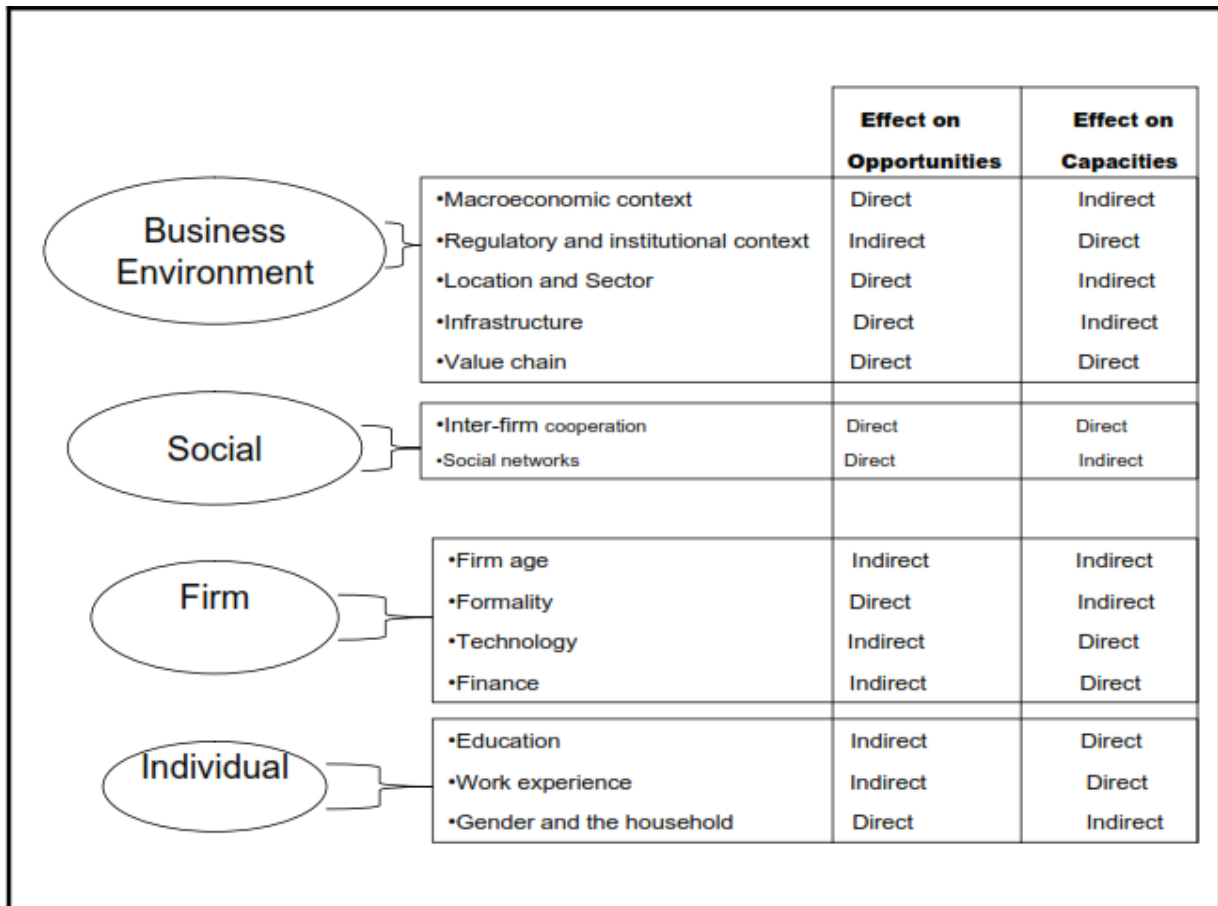 Effect on Opportunities Effect on Capacities
Business Environment
•Macroeconomic context Direct Indirect
•Regulatory and institutional context Indirect Direct
•Location and Sector Direct Indirect
•Infrastructure Direct Indirect
•Value chain Direct Direct
Social
•Inter-firm cooperation Direct Direct
•Social networks Direct Indirect
Firm
•Firm age Indirect Indirect
•Formality Direct Indirect
•Technology Indirect Direct
•Finance Indirect Direct
Individual
•Education Indirect Direct
•Work experience Indirect Direct
•Gender and the household Direct Indirect